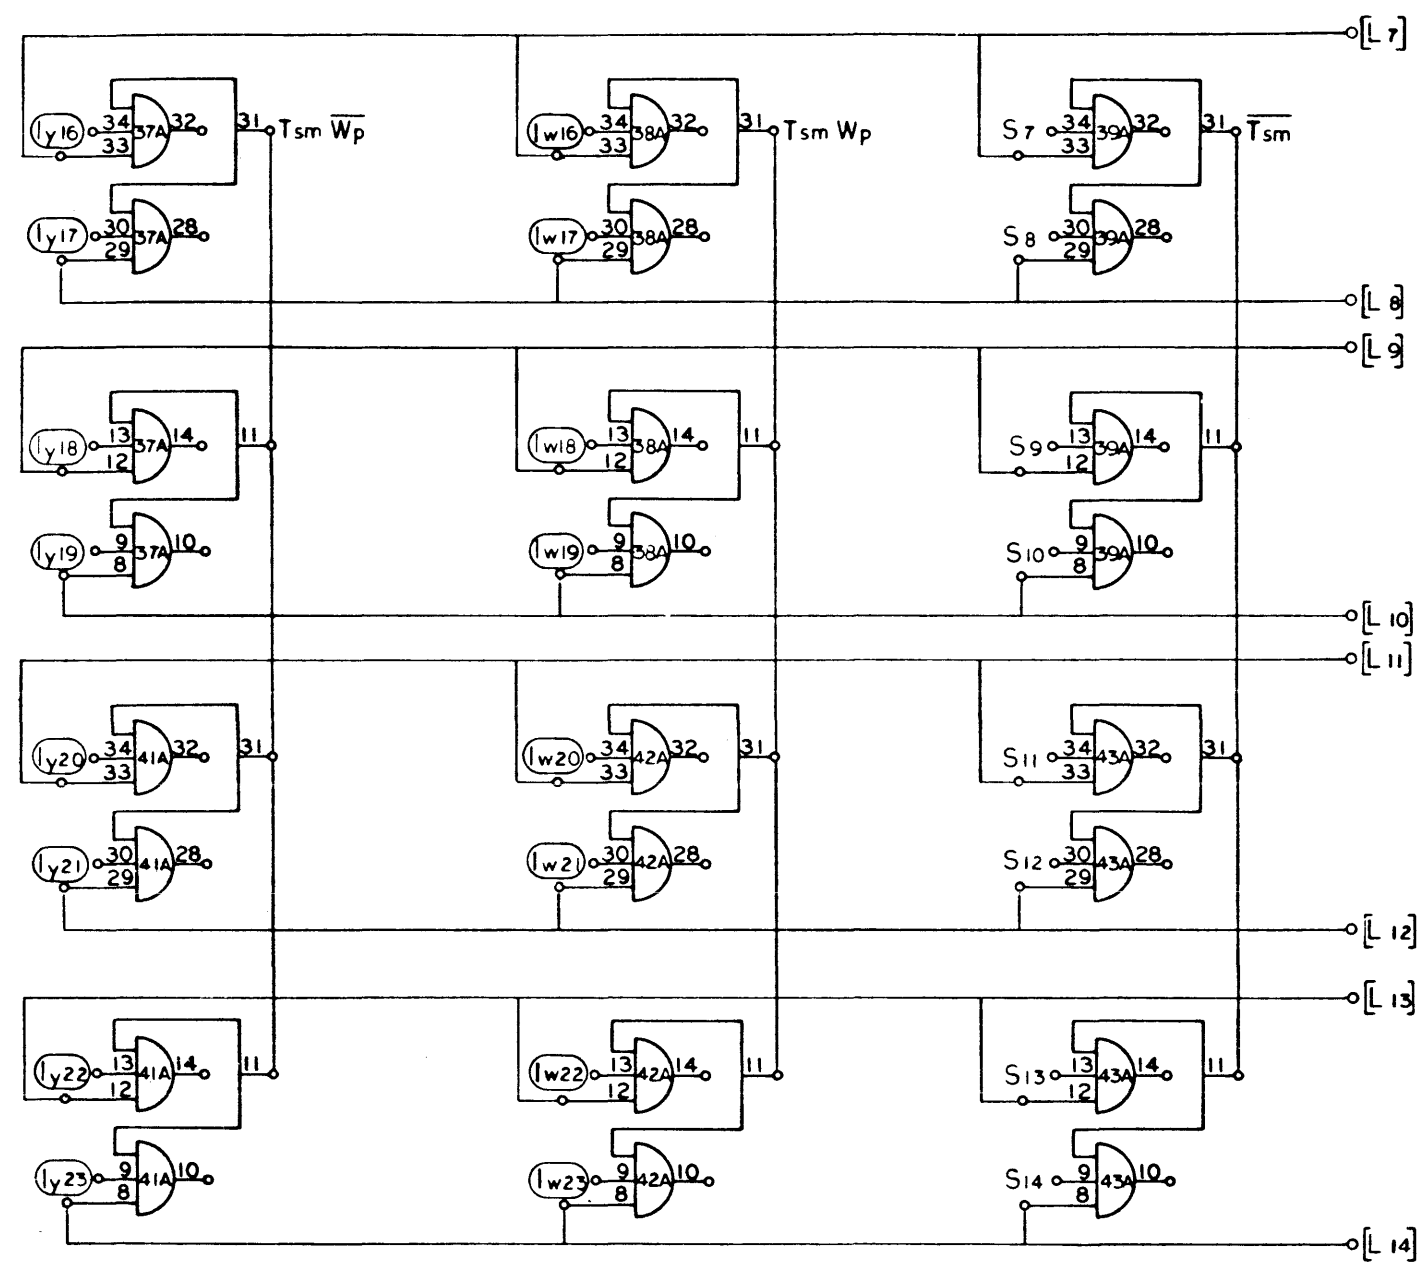 [L 7]
Iy16 34 37A 32 31 Tsm W̅p̅ Iw16 34 38A 32 31 Tsm Wp S7 34 39A 32 31 T̅s̅m̅
33 33 33
Iy17 30 37A 28 Iw17 30 38A 28 S8 30 39A 28
29 29 29
[L 8]
[L 9]
Iy18 13 37A 14 11 Iw18 13 38A 14 11 S9 13 39A 14 11
12 12 12
Iy19 9 37A 10 Iw19 9 38A 10 S10 9 39A 10
8 8 8
[L 10]
[L 11]
Iy20 34 41A 32 31 Iw20 34 42A 32 31 S11 34 43A 32 31
33 33 33
Iy21 30 41A 28 Iw21 30 42A 28 S12 30 43A 28
29 29 29
[L 12]
[L 13]
Iy22 13 41A 14 11 Iw22 13 42A 14 11 S13 13 43A 14 11
12 12 12
Iy23 9 41A 10 Iw23 9 42A 10 S14 9 43A 10
8 8 8
[L 14]